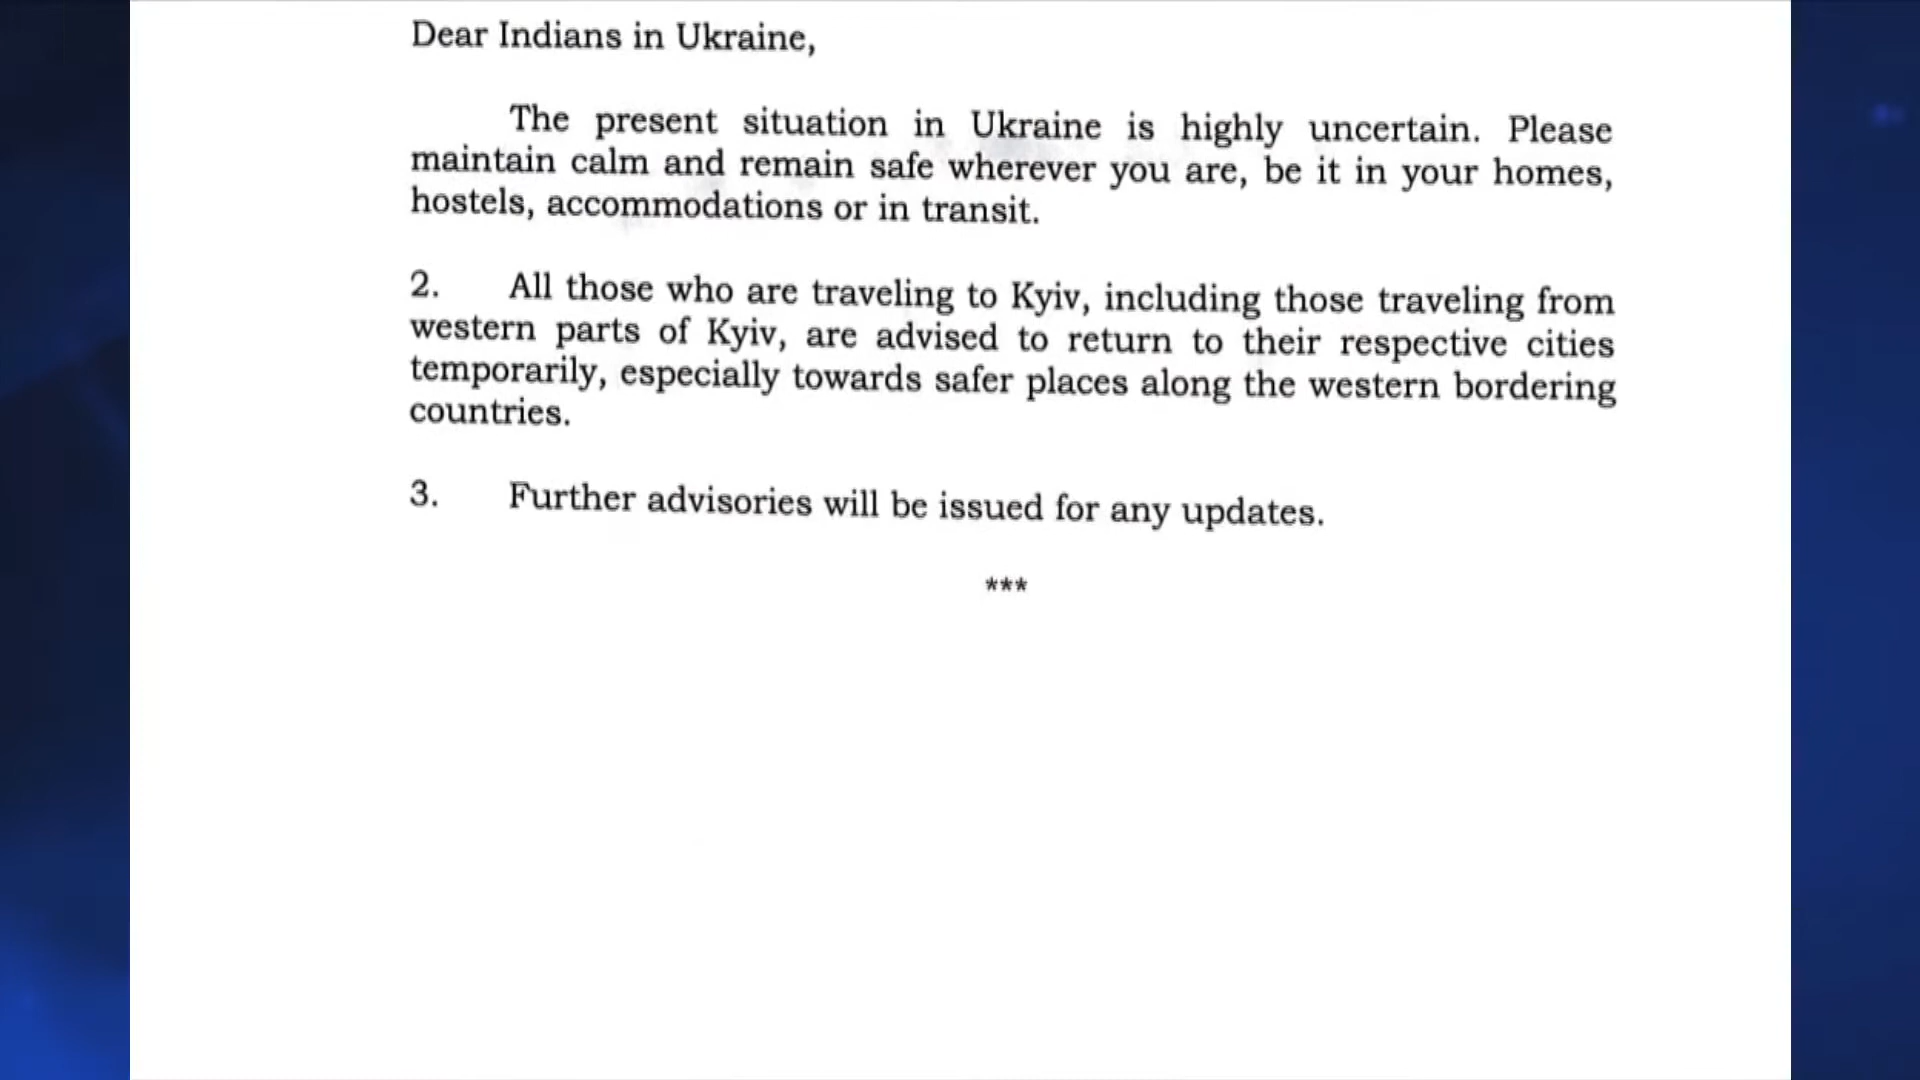 Dear Indians in Ukraine,
The present situation in Ukraine is highly uncertain. Please
maintain calm and remain safe wherever you are, be it in your homes,
hostels, accommodations or in transit.
2. All those who are traveling to Kyiv, including those traveling from
western parts of Kyiv, are advised to return to their respective cities
temporarily, especially towards safer places along the western bordering
countries.
3. Further advisories will be issued for any updates.
***